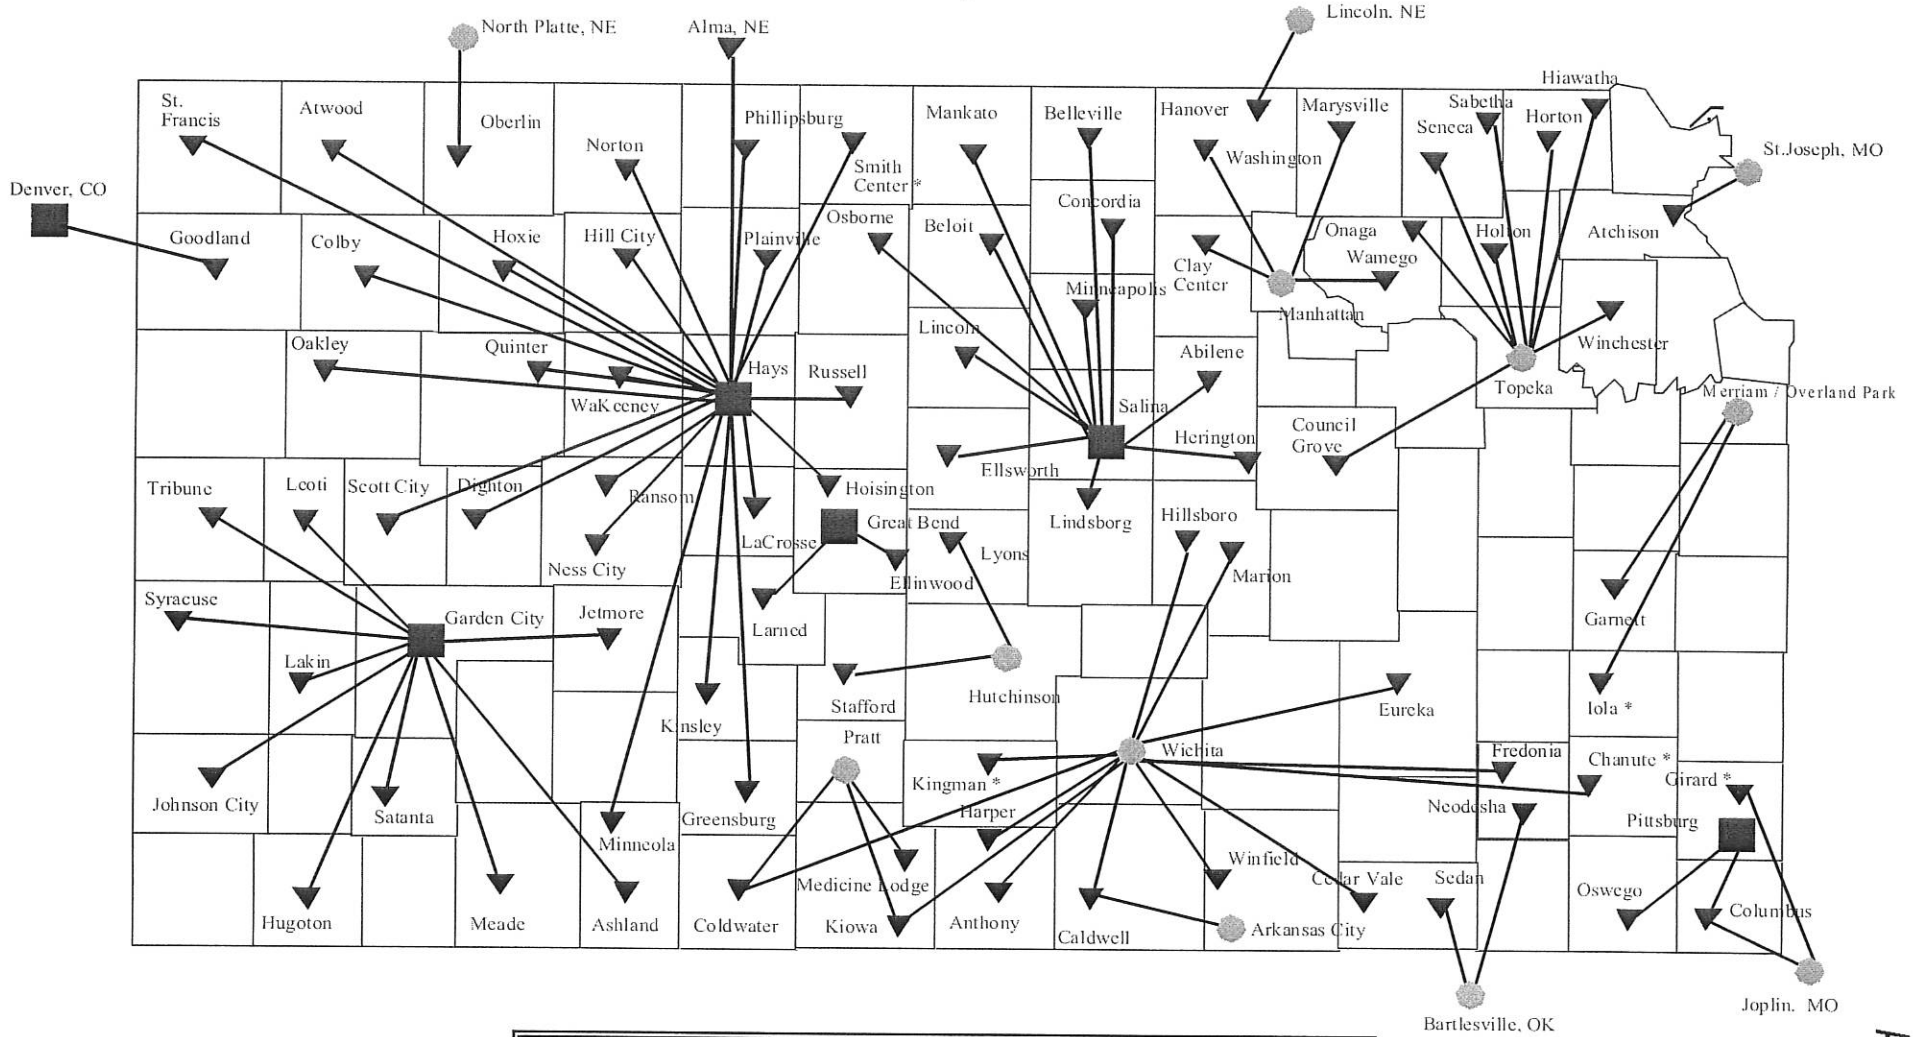 North Platte, NE
Alma, NE
Lincoln. NE
Hiawatha
St.
Francis
Atwood
Oberlin
Norton
Phillipsburg
Smith
Center *
Mankato
Belleville
Hanover
Washington
Marysville
Sabetha
Seneca
Horton
St.Joseph, MO
Denver, CO
Goodland
Colby
Hoxie
Hill City
Plainville
Osborne
Beloit
Concordia
Clay
Center
Onaga
Wamego
Holton
Atchison
Minneapolis
Manhattan
Oakley
Quinter
WaKeeney
Hays
Russell
Lincoln
Salina
Abilene
Herington
Council
Grove
Topeka
Winchester
Merriam / Overland Park
Tribune
Leoti
Scott City
Dighton
Ransom
Ness City
Hoisington
LaCrosse
Great Bend
Ellinwood
Larned
Ellsworth
Lyons
Lindsborg
Hillsboro
Marion
Garnett
Syracuse
Garden City
Jetmore
Lakin
Kinsley
Stafford
Hutchinson
Eureka
Iola *
Johnson City
Satanta
Minneola
Greensburg
Pratt
Kingman *
Harper
Wichita
Fredonia
Chanute *
Girard *
Neodesha
Pittsburg
Hugoton
Meade
Ashland
Coldwater
Medicine Lodge
Kiowa
Anthony
Caldwell
Winfield
Arkansas City
Cedar Vale
Sedan
Oswego
Columbus
Bartlesville, OK
Joplin. MO